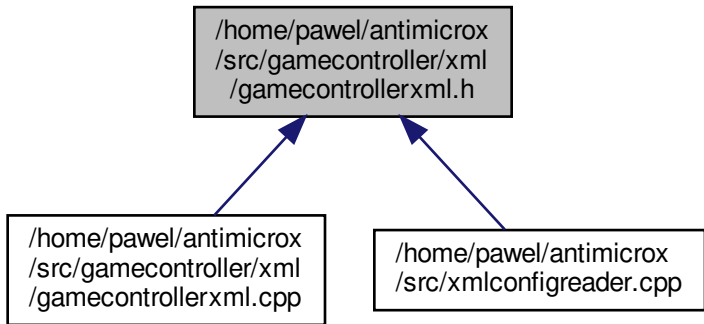 /home/pawel/antimicrox
/src/gamecontroller/xml
/gamecontrollerxml.h
/home/pawel/antimicrox
/src/gamecontroller/xml
/gamecontrollerxml.cpp
/home/pawel/antimicrox
/src/xmlconfigreader.cpp